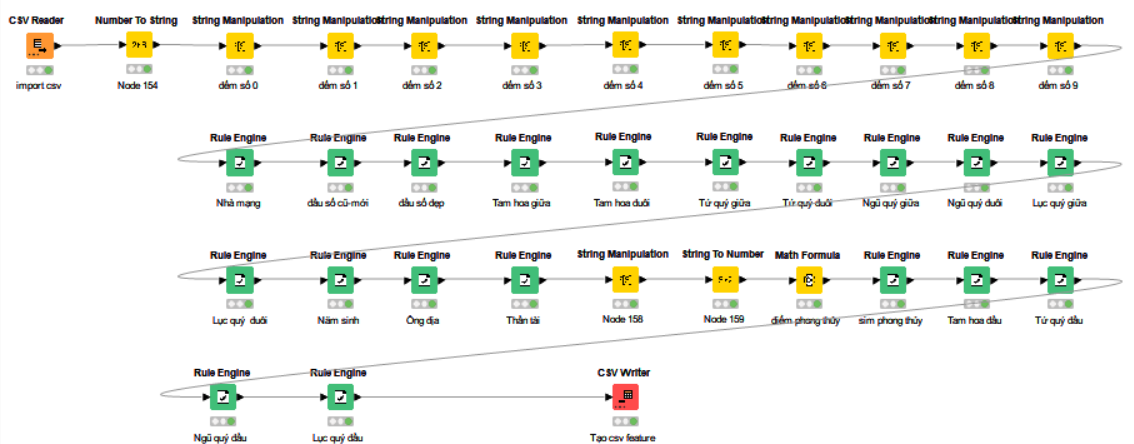 CSV Reader Number To String String Manipulation String Manipulation String Manipulation String Manipulation String Manipulation String Manipulation String Manipulation String Manipulation String Manipulation String Manipulation
import csv Node 154 đếm số 0 đếm số 1 đếm số 2 đếm số 3 đếm số 4 đếm số 5 đếm số 6 đếm số 7 đếm số 8 đếm số 9
Rule Engine Rule Engine Rule Engine Rule Engine Rule Engine Rule Engine Rule Engine Rule Engine Rule Engine Rule Engine
Nhà mạng đầu số cũ-mới đầu số đẹp Tam hoa giữa Tam hoa đuôi Tứ quý giữa Tứ quý đuôi Ngũ quý giữa Ngũ quý đuôi Lục quý giữa
Rule Engine Rule Engine Rule Engine Rule Engine String Manipulation String To Number Math Formula Rule Engine Rule Engine Rule Engine
Lục quý đuôi Năm sinh Ông địa Thần tài Node 158 Node 159 điểm phong thủy sim phong thủy Tam hoa đầu Tứ quý đầu
Rule Engine Rule Engine CSV Writer
Ngũ quý đầu Lục quý đầu Tạo csv feature